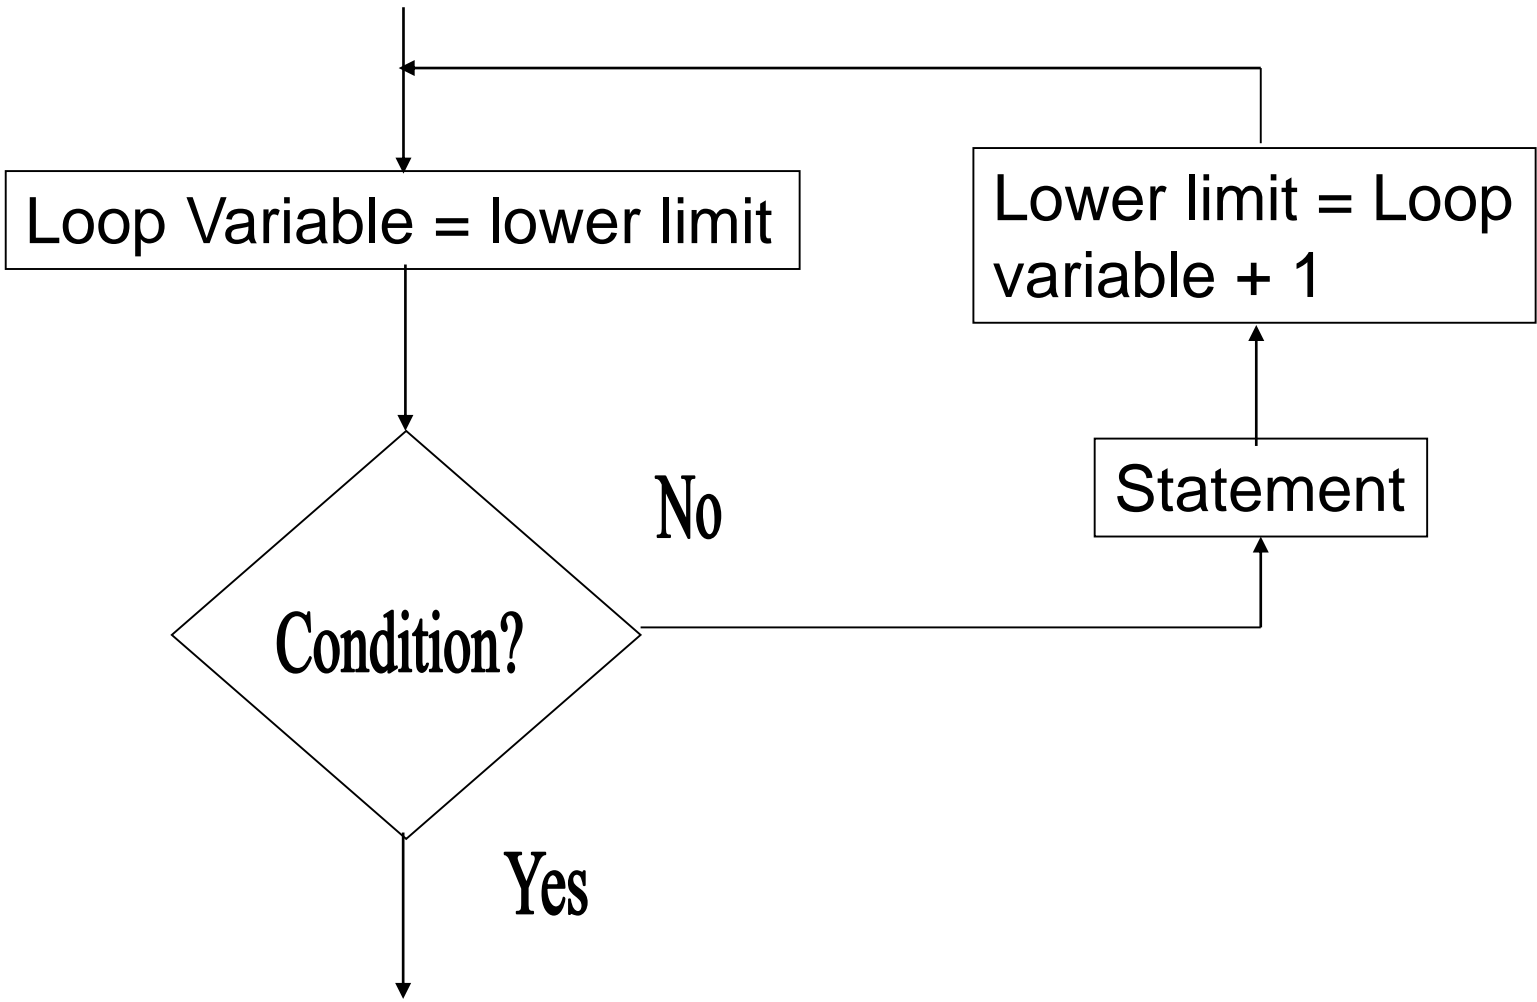 Loop Variable = lower limit
Lower limit = Loop
variable + 1
No
Statement
Condition?
Yes